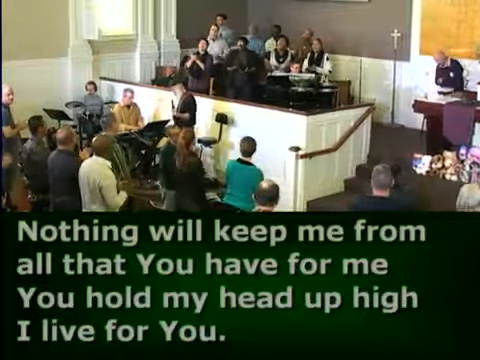 Nothing will keep me from
all that You have for me
You hold my head up high
I live for You.